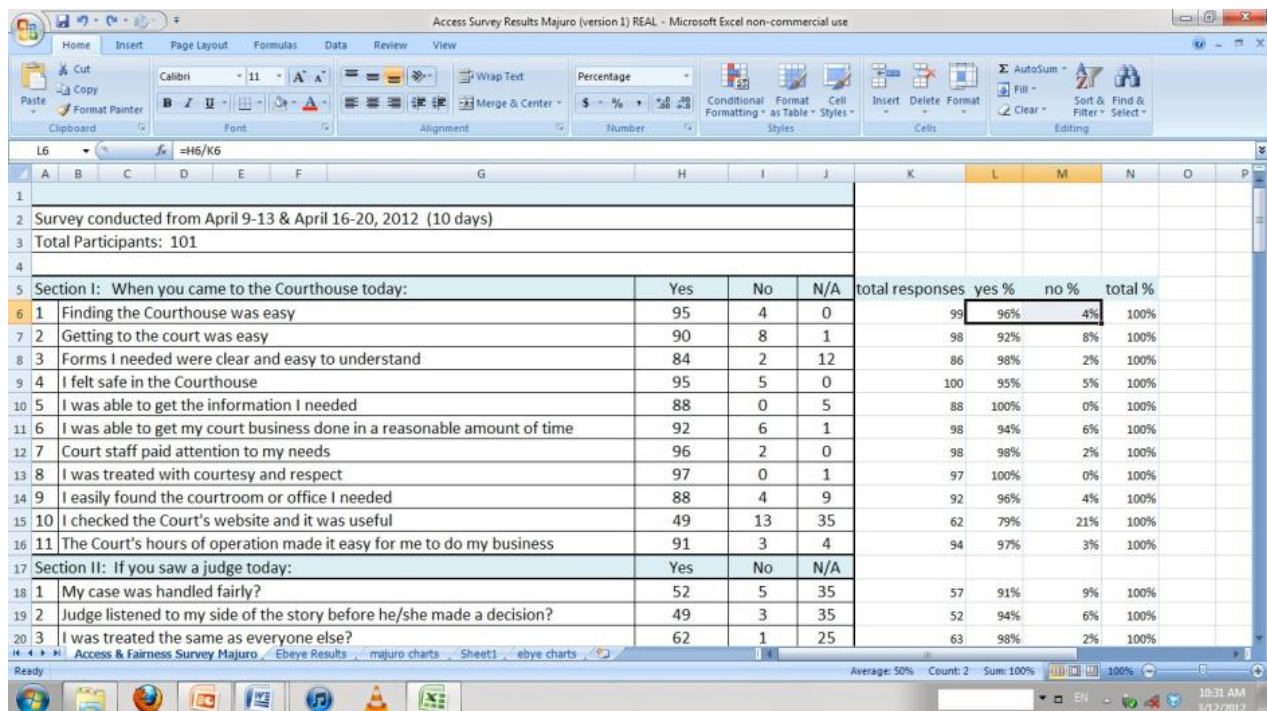 Access Survey Results Majuro (version 1) REAL - Microsoft Excel non-commercial use
Home Insert Page Layout Formulas Data Review View
Cut
Copy
Format Painter
Paste
Clipboard
Calibri 11 A A
B I U A
Font
Wrap Text
Merge & Center
Alignment
Percentage
$ % , .00 .00
Number
Conditional Formatting
Format as Table
Cell Styles
Styles
Insert Delete Format
Cells
Σ AutoSum
Fill
Clear
Sort & Filter
Find & Select
Editing
L6 fx =H6/K6
A B C D E F G H I J K L M N O P
1
2 Survey conducted from April 9-13 & April 16-20, 2012 (10 days)
3 Total Participants: 101
4
5 Section I: When you came to the Courthouse today: Yes No N/A total responses yes % no % total %
6 1 Finding the Courthouse was easy 95 4 0 99 96% 4% 100%
7 2 Getting to the court was easy 90 8 1 98 92% 8% 100%
8 3 Forms I needed were clear and easy to understand 84 2 12 86 98% 2% 100%
9 4 I felt safe in the Courthouse 95 5 0 100 95% 5% 100%
10 5 I was able to get the information I needed 88 0 5 88 100% 0% 100%
11 6 I was able to get my court business done in a reasonable amount of time 92 6 1 98 94% 6% 100%
12 7 Court staff paid attention to my needs 96 2 0 98 98% 2% 100%
13 8 I was treated with courtesy and respect 97 0 1 97 100% 0% 100%
14 9 I easily found the courtroom or office I needed 88 4 9 92 96% 4% 100%
15 10 I checked the Court's website and it was useful 49 13 35 62 79% 21% 100%
16 11 The Court's hours of operation made it easy for me to do my business 91 3 4 94 97% 3% 100%
17 Section II: If you saw a judge today: Yes No N/A
18 1 My case was handled fairly? 52 5 35 57 91% 9% 100%
19 2 Judge listened to my side of the story before he/she made a decision? 49 3 35 52 94% 6% 100%
20 3 I was treated the same as everyone else? 62 1 25 63 98% 2% 100%
Access & Fairness Survey Majuro Ebeye Results majuro charts Sheet1 ebye charts
Ready Average: 50% Count: 2 Sum: 100% 100%
EN 10:31 AM
3/12/2012